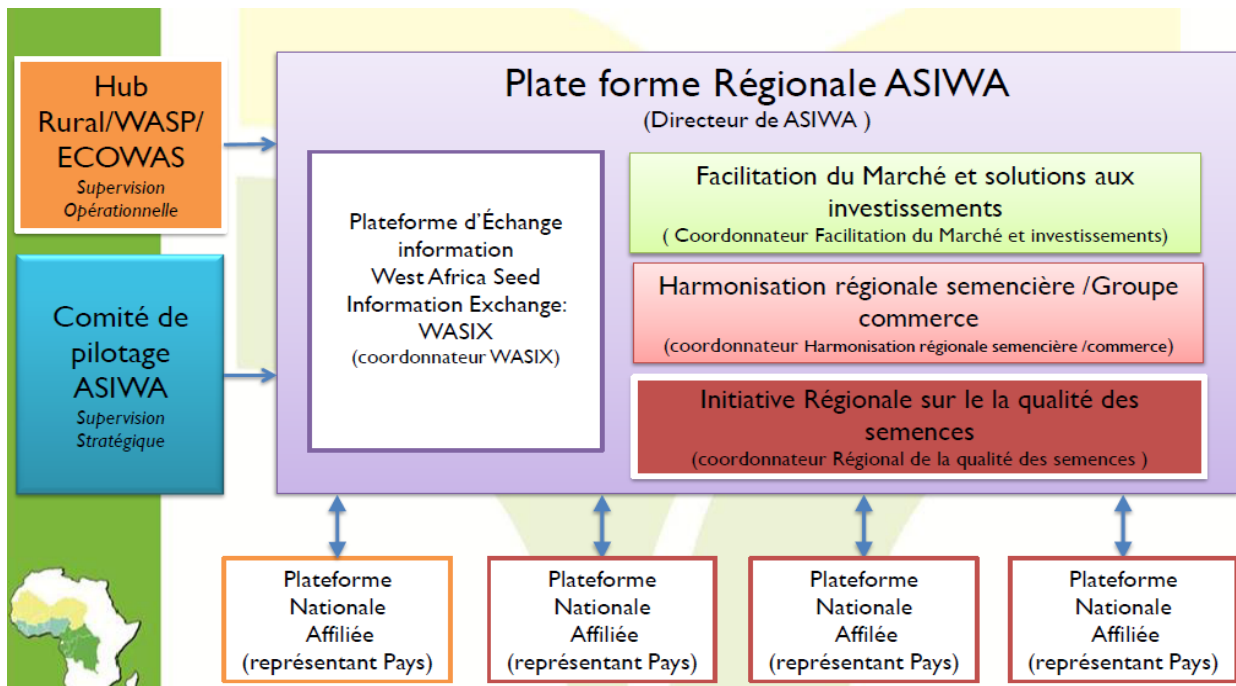 Hub
Rural/WASP/
ECOWAS
Supervision
Opérationnelle
Comité de
pilotage
ASIWA
Supervision
Stratégique
Plate forme Régionale ASIWA
(Directeur de ASIWA )
Plateforme d'Échange
information
West Africa Seed
Information Exchange:
WASIX
(coordonnateur WASIX)
Facilitation du Marché et solutions aux
investissements
( Coordonnateur Facilitation du Marché et investissements)
Harmonisation régionale semencière /Groupe
commerce
(coordonnateur Harmonisation régionale semencière /commerce)
Initiative Régionale sur le la qualité des
semences
(coordonnateur Régional de la qualité des semences )
Plateforme
Nationale
Affiliée
(représentant Pays)
Plateforme
Nationale
Affiliée
(représentant Pays)
Plateforme
Nationale
Affilée
(représentant Pays)
Plateforme
Nationale
Affiliée
(représentant Pays)